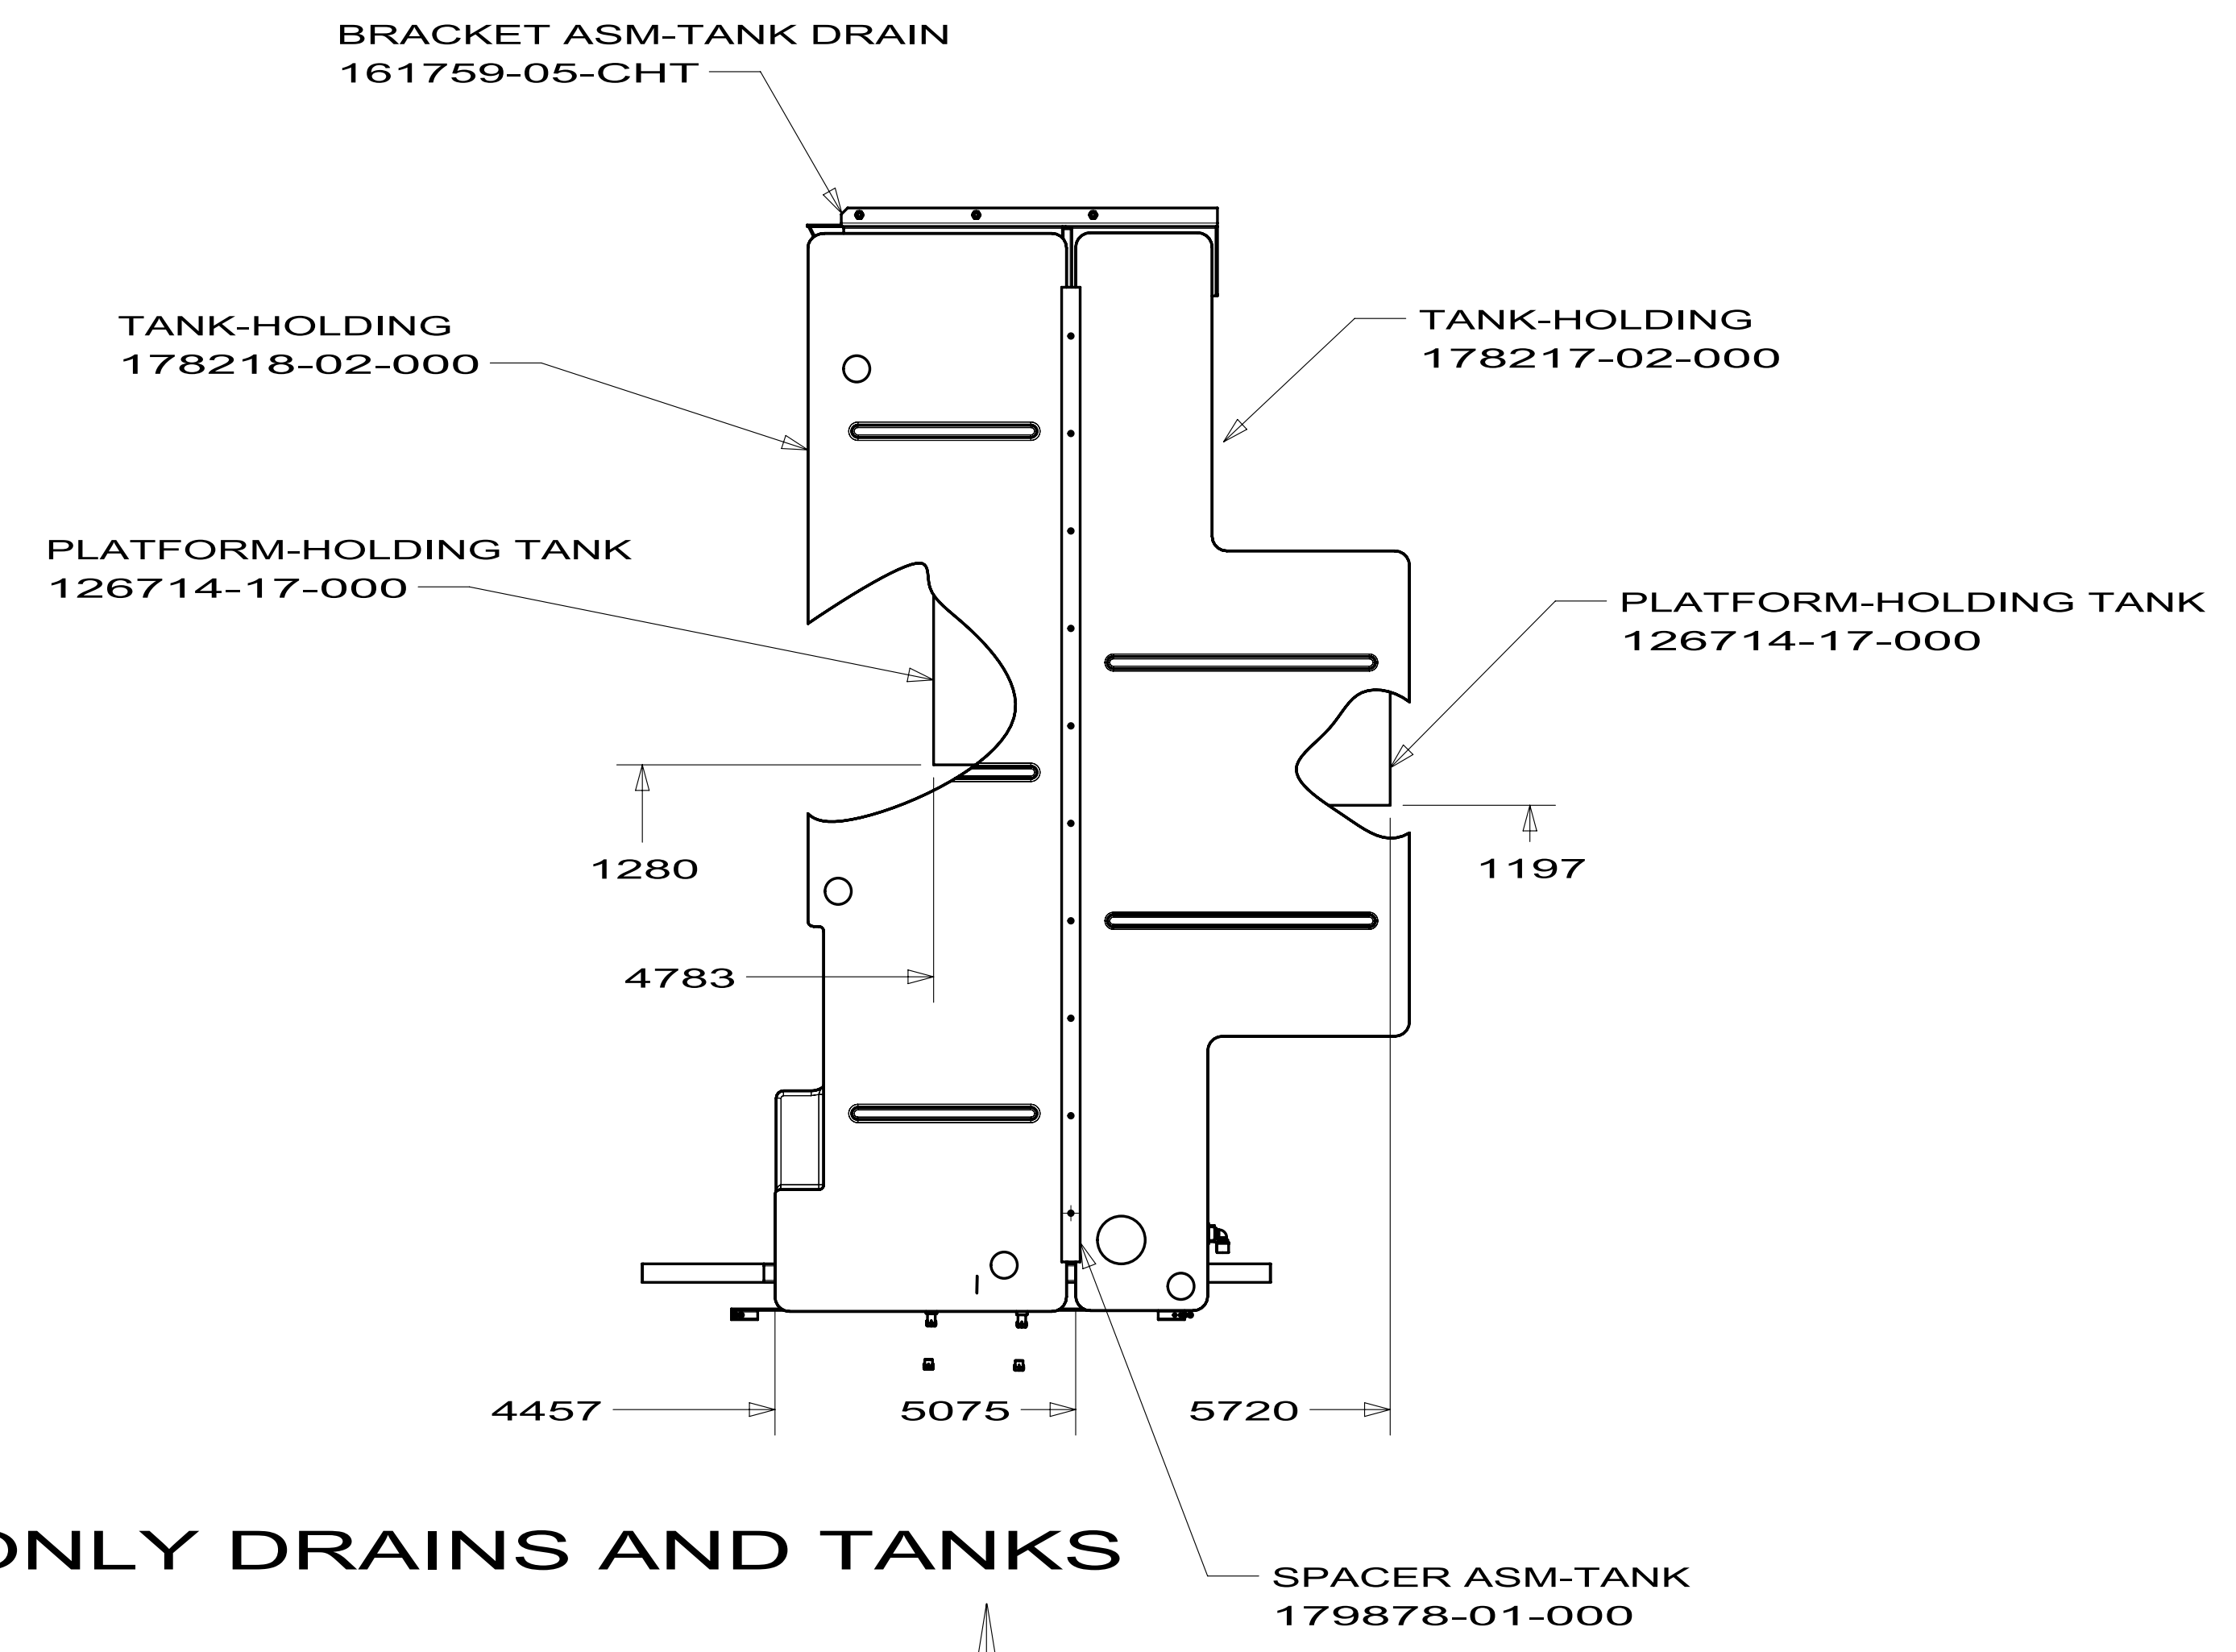 BRACKET ASM-TANK DRAIN
161759-05-CHT
TANK-HOLDING
178218-02-000
TANK-HOLDING
178217-02-000
PLATFORM-HOLDING TANK
126714-17-000
PLATFORM-HOLDING TANK
126714-17-000
1280
1197
4783
4457
5075
5720
ONLY DRAINS AND TANKS
SPACER ASM-TANK
179878-01-000